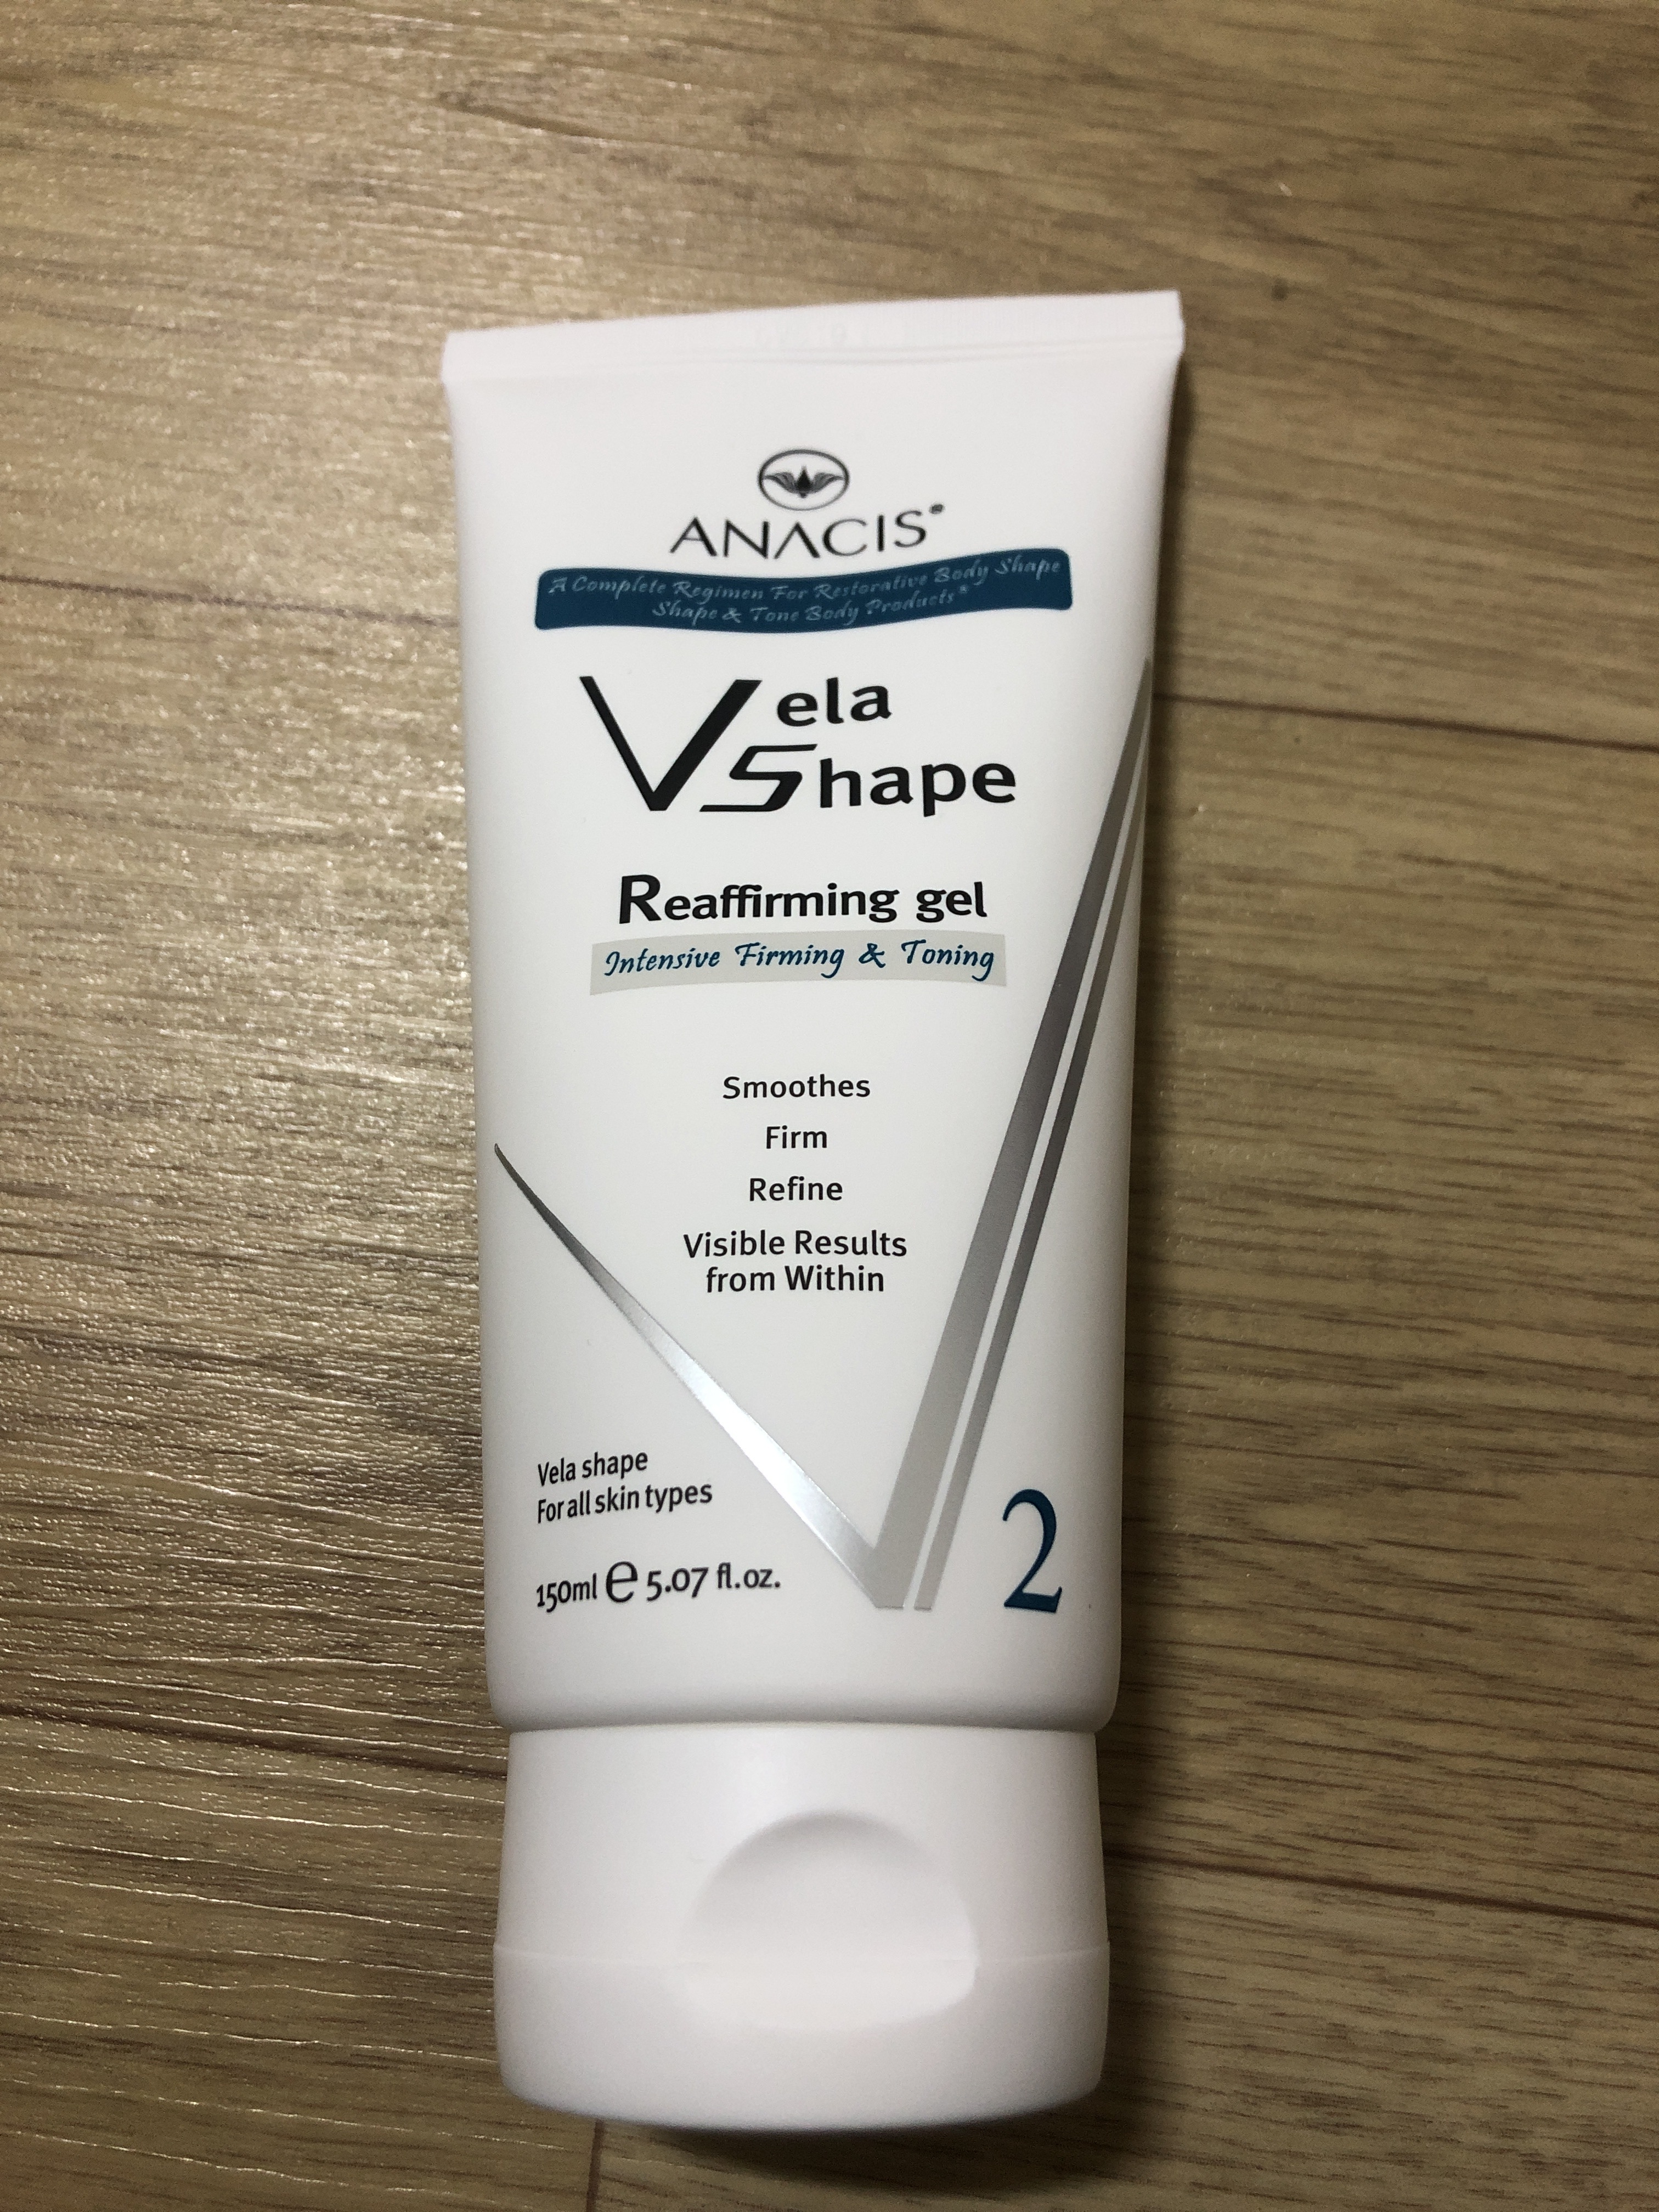 ANACIS®
A Complete Regimen For Restorative Body Shape
Shape & Tone Body Products®
Vela
Shape
Reaffirming gel
Intensive Firming & Toning
Smoothes
Firm
Refine
Visible Results
from Within
Vela shape
For all skin types
150ml e 5.07 fl.oz.
2